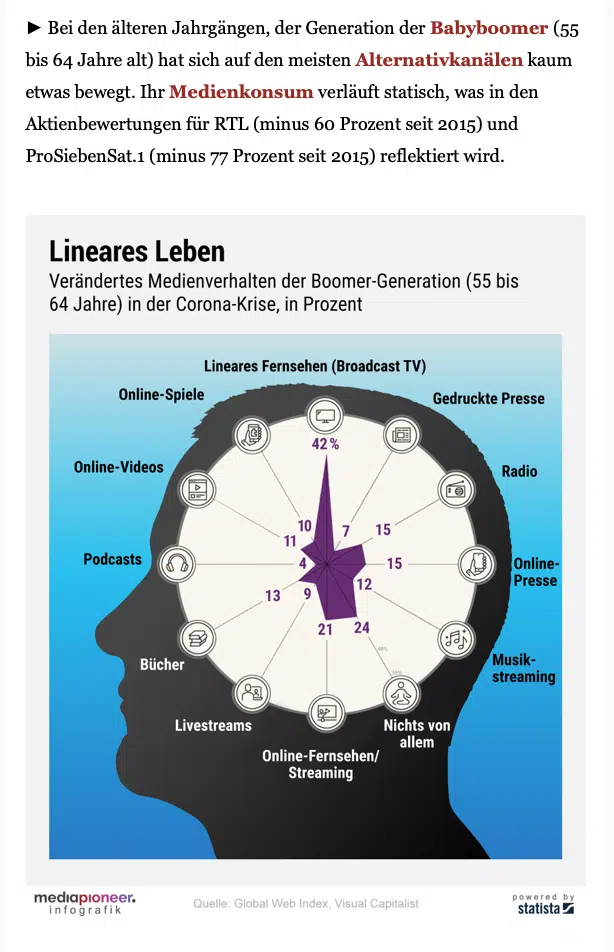 ► Bei den älteren Jahrgängen, der Generation der Babyboomer (55
bis 64 Jahre alt) hat sich auf den meisten Alternativkanälen kaum
etwas bewegt. Ihr Medienkonsum verläuft statisch, was in den
Aktienbewertungen für RTL (minus 60 Prozent seit 2015) und
ProSiebenSat.1 (minus 77 Prozent seit 2015) reflektiert wird.
Lineares Leben
Verändertes Medienverhalten der Boomer-Generation (55 bis
64 Jahre) in der Corona-Krise, in Prozent
Lineares Fernsehen (Broadcast TV)
42 %
Gedruckte Presse
7
Radio
15
Online-
Presse
15
Musik-
streaming
12
Nichts von
allem
24
Online-Fernsehen/
Streaming
21
Livestreams
9
Bücher
13
Podcasts
4
Online-Videos
11
Online-Spiele
10
mediapioneer.
infografik
Quelle: Global Web Index, Visual Capitalist
powered by
statista